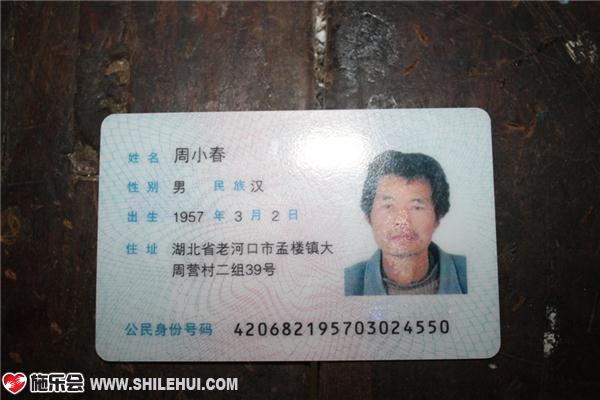 姓名 周小春
性别 男 民族 汉
出生 1957 年 3 月 2 日
住址 湖北省老河口市孟楼镇大
周营村二组39号
公民身份号码 420682195703024550
施乐会 WWW.SHILEHUI.COM